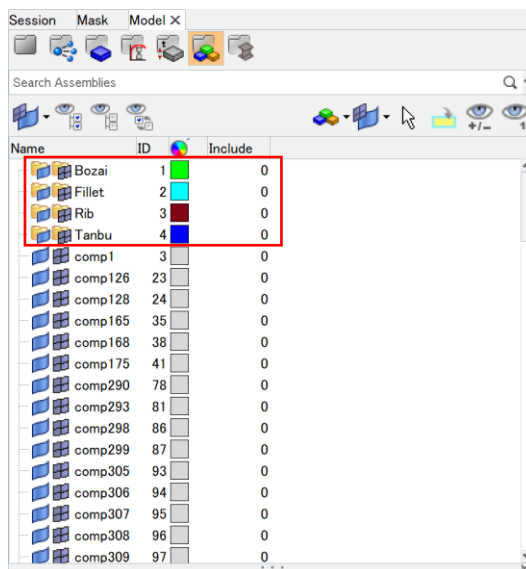 Session Mask Model ×
Search Assemblies
+/- 1
Name ID Include
Bozai 1 0
Fillet 2 0
Rib 3 0
Tanbu 4 0
comp1 3 0
comp126 23 0
comp128 24 0
comp165 35 0
comp168 38 0
comp175 41 0
comp290 78 0
comp293 81 0
comp298 86 0
comp299 87 0
comp305 93 0
comp306 94 0
comp307 95 0
comp308 96 0
comp309 97 0